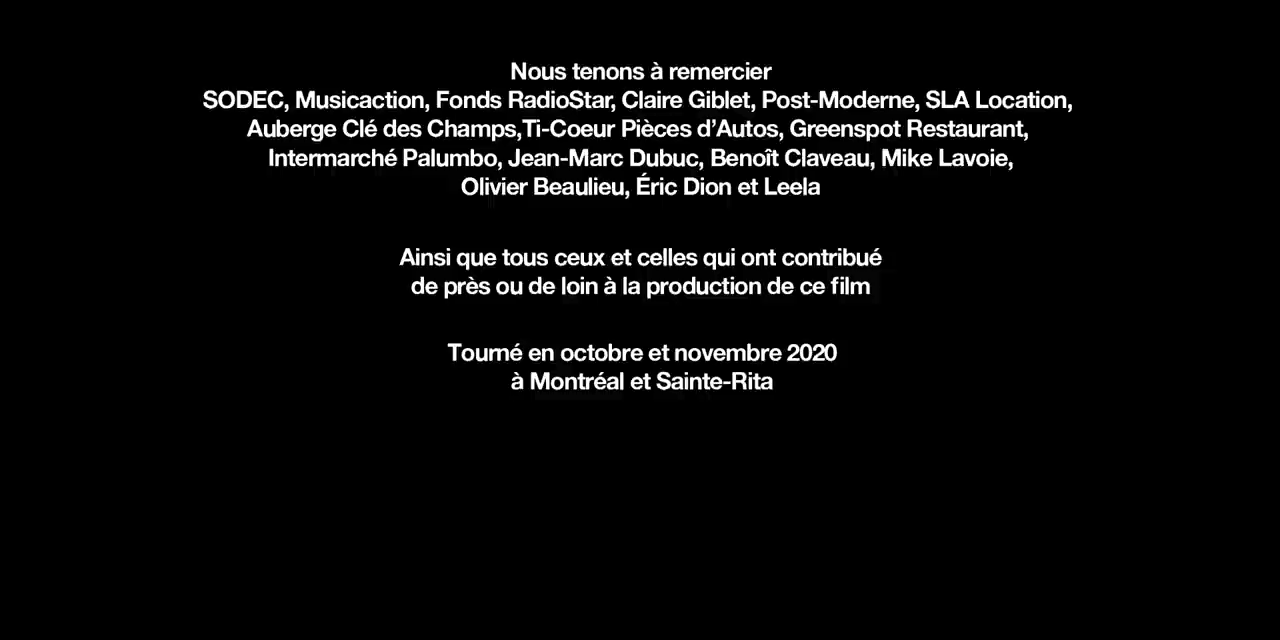 Nous tenons à remercier
SODEC, Musicaction, Fonds RadioStar, Claire Giblet, Post-Moderne, SLA Location,
Auberge Clé des Champs,Ti-Coeur Pièces d’Autos, Greenspot Restaurant,
Intermarché Palumbo, Jean-Marc Dubuc, Benoît Claveau, Mike Lavoie,
Olivier Beaulieu, Éric Dion et Leela
Ainsi que tous ceux et celles qui ont contribué
de près ou de loin à la production de ce film
Tourné en octobre et novembre 2020
à Montréal et Sainte-Rita